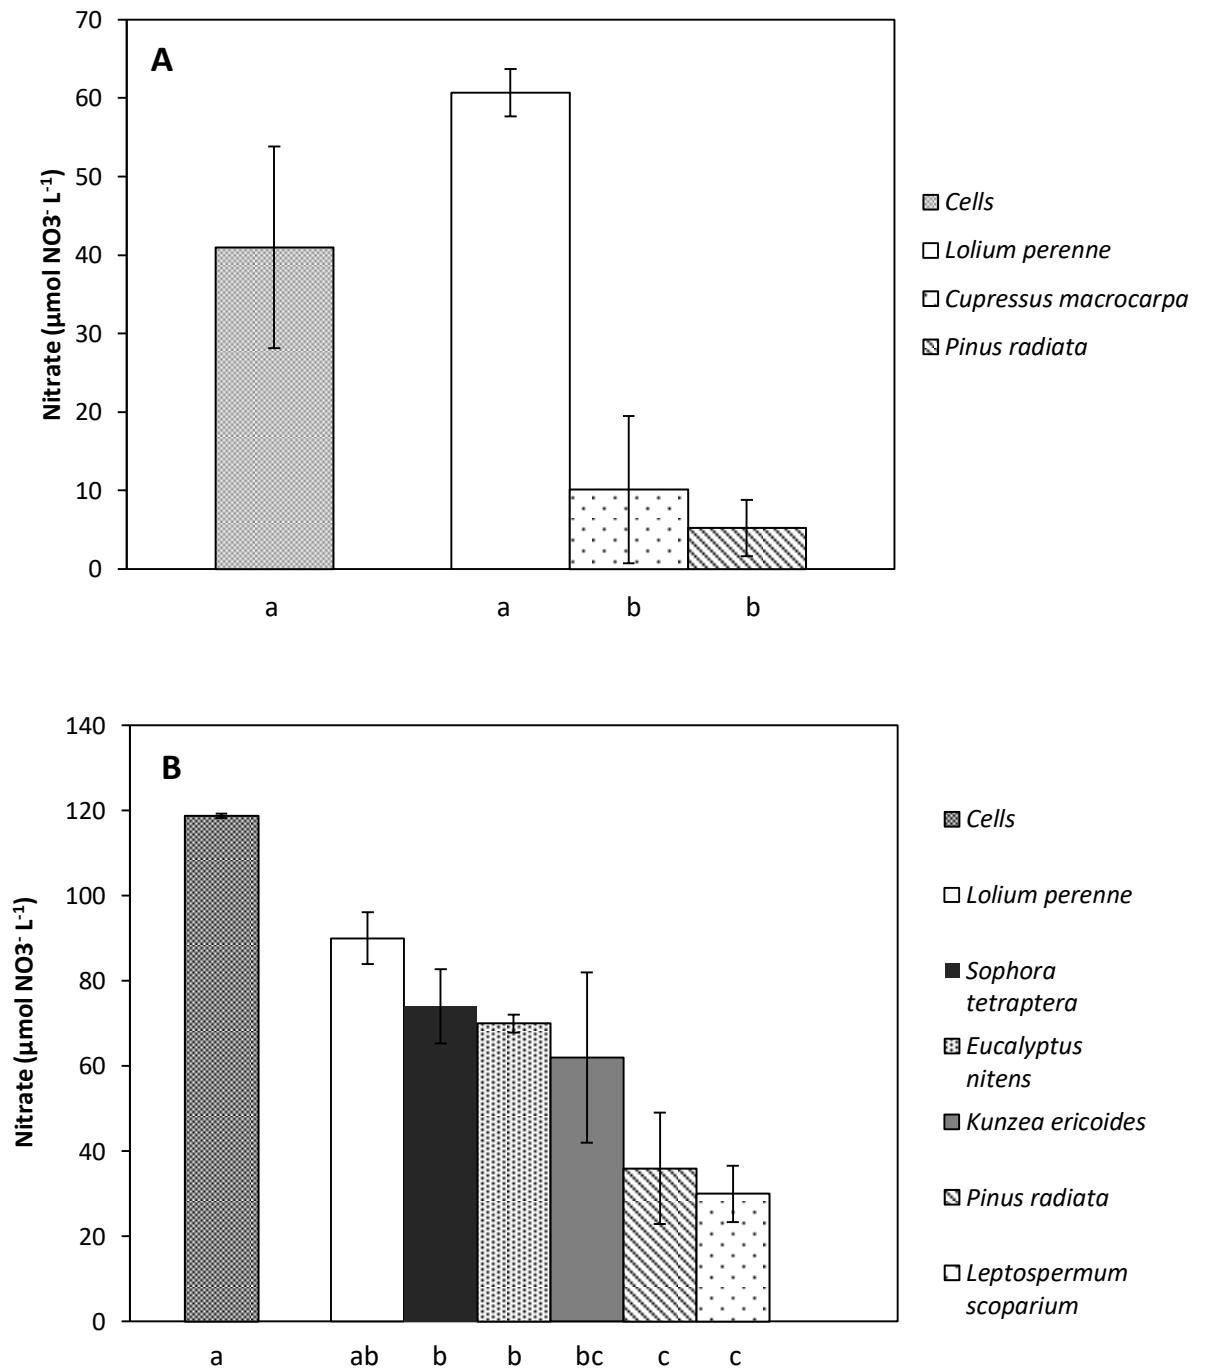 A
Nitrate (µmol NO3⁻ L⁻¹)
70
60
50
40
30
20
10
0
a a b b
Cells
Lolium perenne
Cupressus macrocarpa
Pinus radiata
B
Nitrate (µmol NO3⁻ L⁻¹)
140
120
100
80
60
40
20
0
a ab b b bc c c
Cells
Lolium perenne
Sophora
tetraptera
Eucalyptus
nitens
Kunzea ericoides
Pinus radiata
Leptospermum
scoparium